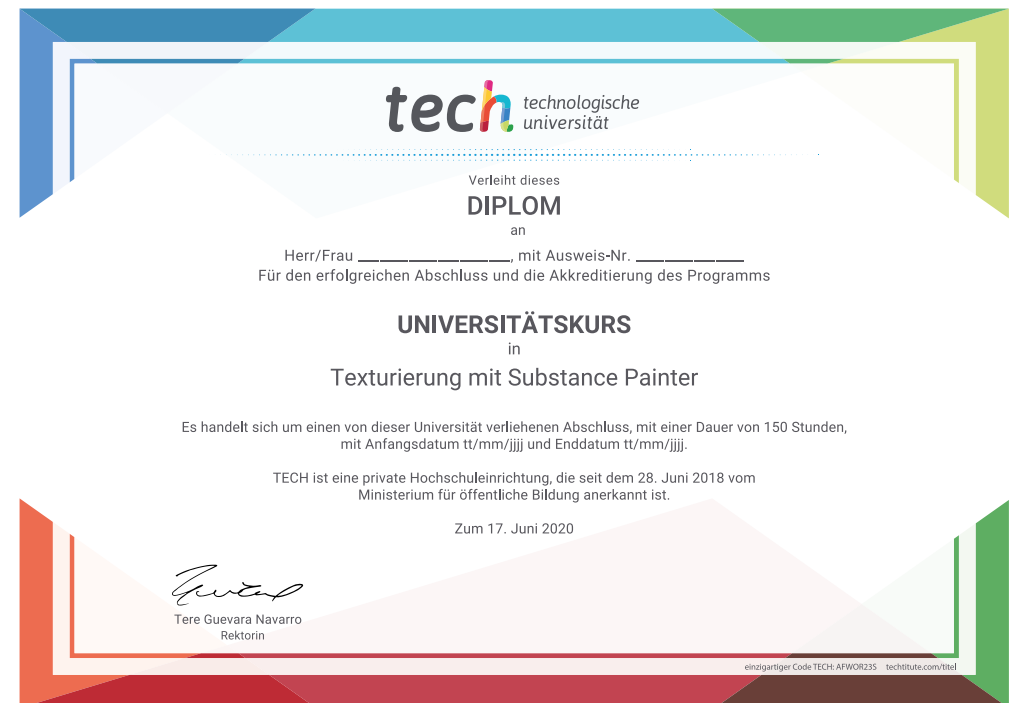 tech technologische
universität
Verleiht dieses
DIPLOM
an
Herr/Frau ________________, mit Ausweis-Nr. ___________
Für den erfolgreichen Abschluss und die Akkreditierung des Programms
UNIVERSITÄTSKURS
in
Texturierung mit Substance Painter
Es handelt sich um einen von dieser Universität verliehenen Abschluss, mit einer Dauer von 150 Stunden,
mit Anfangsdatum tt/mm/jjjj und Enddatum tt/mm/jjjj.
TECH ist eine private Hochschuleinrichtung, die seit dem 28. Juni 2018 vom
Ministerium für öffentliche Bildung anerkannt ist.
Zum 17. Juni 2020
Tere Guevara Navarro
Rektorin
einzigartiger Code TECH: AFWOR23S techtitute.com/titel